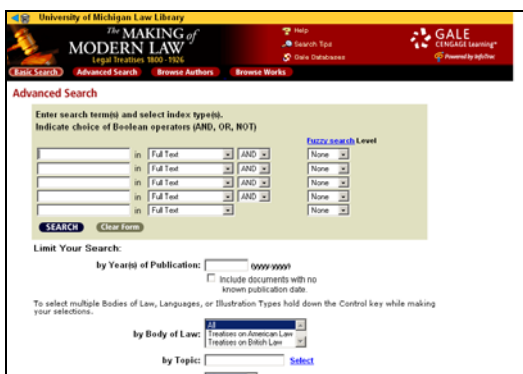 University of Michigan Law Library
The MAKING of
MODERN LAW
Legal Treatises 1800 - 1926
Help
Search Tips
Gale Databases
GALE
CENGAGE Learning
Powered by InfoTrac
Basic Search Advanced Search Browse Authors Browse Works
Advanced Search
Enter search term(s) and select index type(s).
Indicate choice of Boolean operators (AND, OR, NOT)
Fuzzy search Level
in Full Text AND None
in Full Text AND None
in Full Text AND None
in Full Text AND None
in Full Text None
SEARCH Clear Form
Limit Your Search:
by Year(s) of Publication: (yyyy-yyyy)
Include documents with no
known publication date.
To select multiple Bodies of Law, Languages, or Illustration Types hold down the Control key while making
your selections.
by Body of Law: All
Treatises on American Law
Treatises on British Law
by Topic: Select